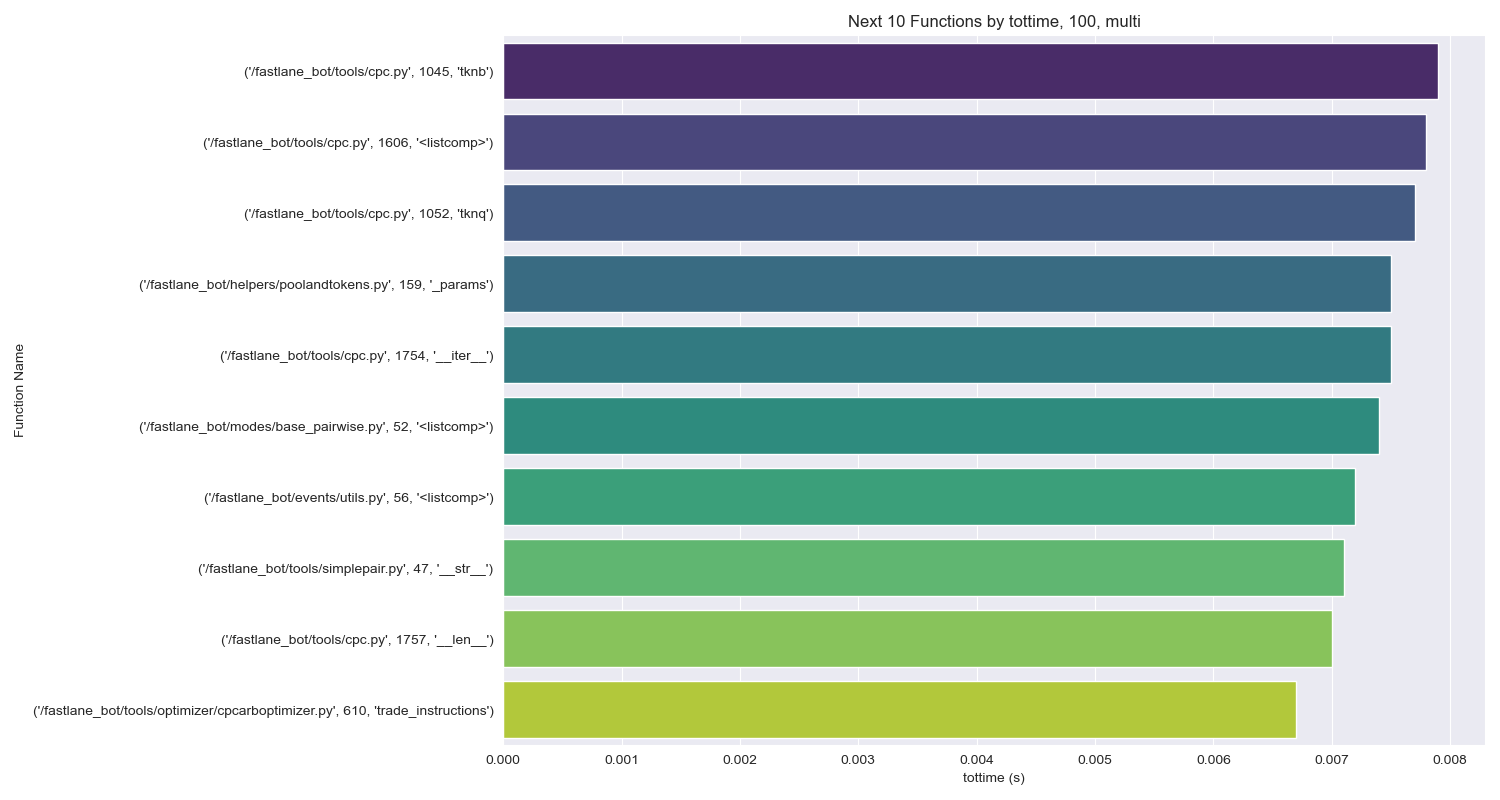 Next 10 Functions by tottime, 100, multi
('/fastlane_bot/tools/cpc.py', 1045, 'tknb')
('/fastlane_bot/tools/cpc.py', 1606, '<listcomp>')
('/fastlane_bot/tools/cpc.py', 1052, 'tknq')
('/fastlane_bot/helpers/poolandtokens.py', 159, '_params')
('/fastlane_bot/tools/cpc.py', 1754, '__iter__')
('/fastlane_bot/modes/base_pairwise.py', 52, '<listcomp>')
('/fastlane_bot/events/utils.py', 56, '<listcomp>')
('/fastlane_bot/tools/simplepair.py', 47, '__str__')
('/fastlane_bot/tools/cpc.py', 1757, '__len__')
('/fastlane_bot/tools/optimizer/cpcarboptimizer.py', 610, 'trade_instructions')
Function Name
0.000 0.001 0.002 0.003 0.004 0.005 0.006 0.007 0.008
tottime (s)